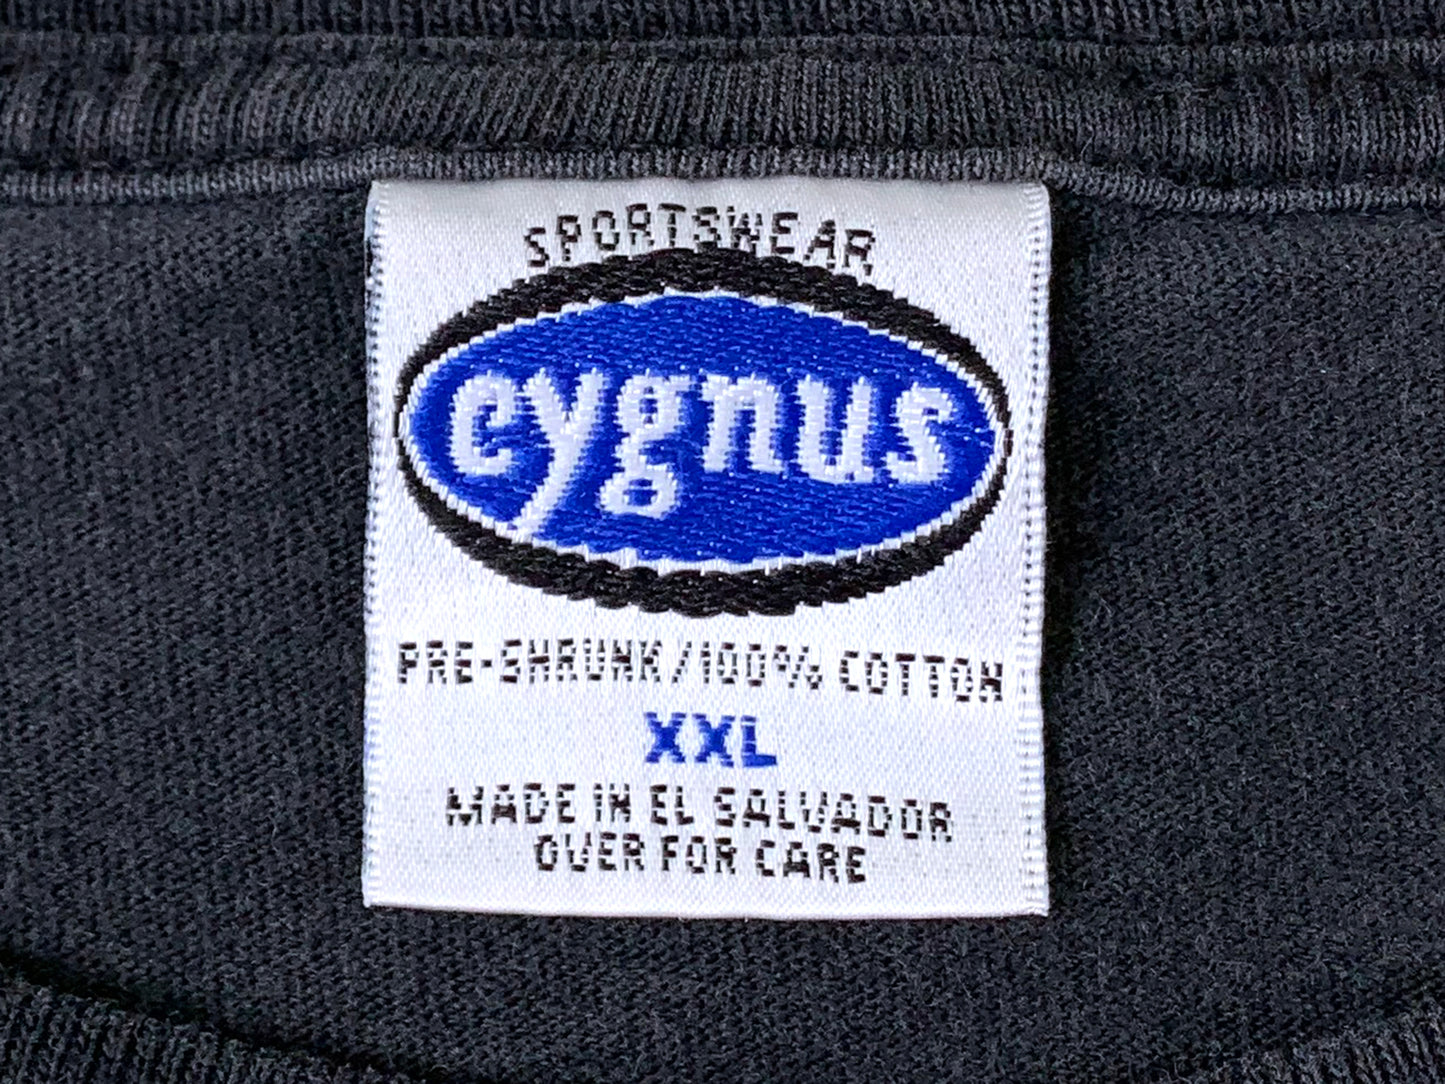 SPORTSWEAR
cygnus
PRE-SHRUNK/100% COTTON
XXL
MADE IN EL SALVADOR
OVER FOR CARE